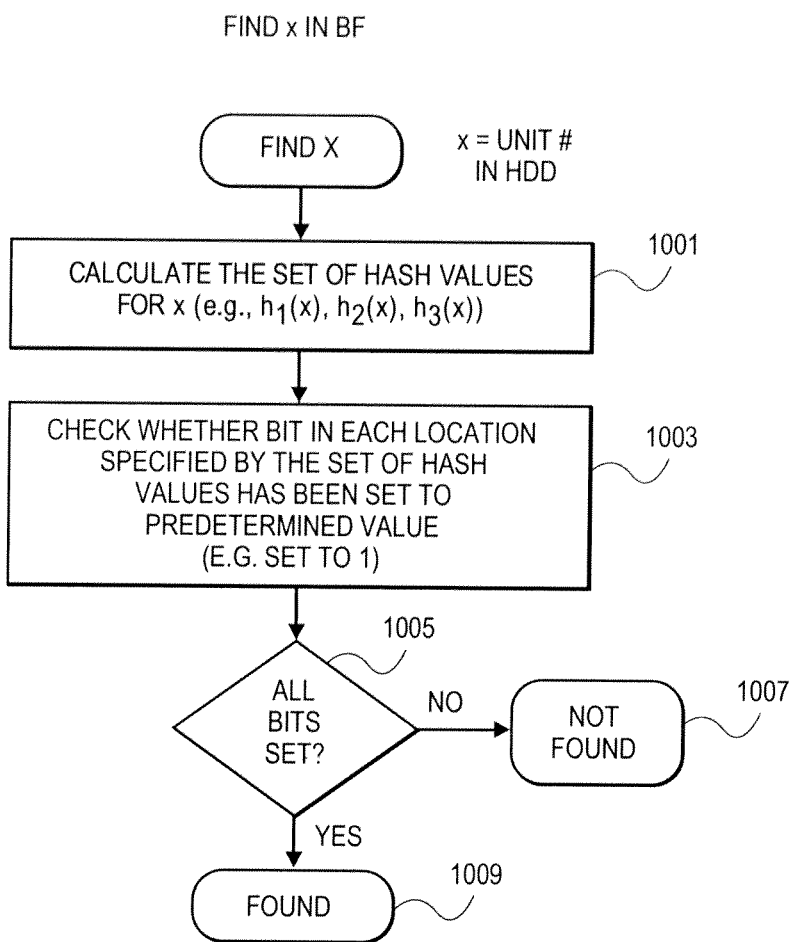 FIND x IN BF
FIND X
x = UNIT #
IN HDD
1001
CALCULATE THE SET OF HASH VALUES
FOR x (e.g., h1(x), h2(x), h3(x))
1003
CHECK WHETHER BIT IN EACH LOCATION
SPECIFIED BY THE SET OF HASH
VALUES HAS BEEN SET TO
PREDETERMINED VALUE
(E.G. SET TO 1)
1005
ALL
BITS
SET?
NO
NOT
FOUND
1007
YES
FOUND
1009